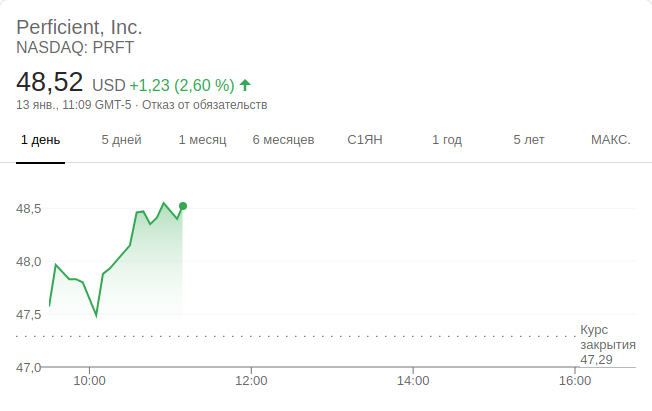 Perficient, Inc.
NASDAQ: PRFT
48,52 USD +1,23 (2,60 %)
13 янв., 11:09 GMT-5 · Отказ от обязательств
1 день 5 дней 1 месяц 6 месяцев С1ЯН 1 год 5 лет МАКС.
48,5
48,0
47,5
Курс
закрытия
47,29
47,0
10:00 12:00 14:00 16:00